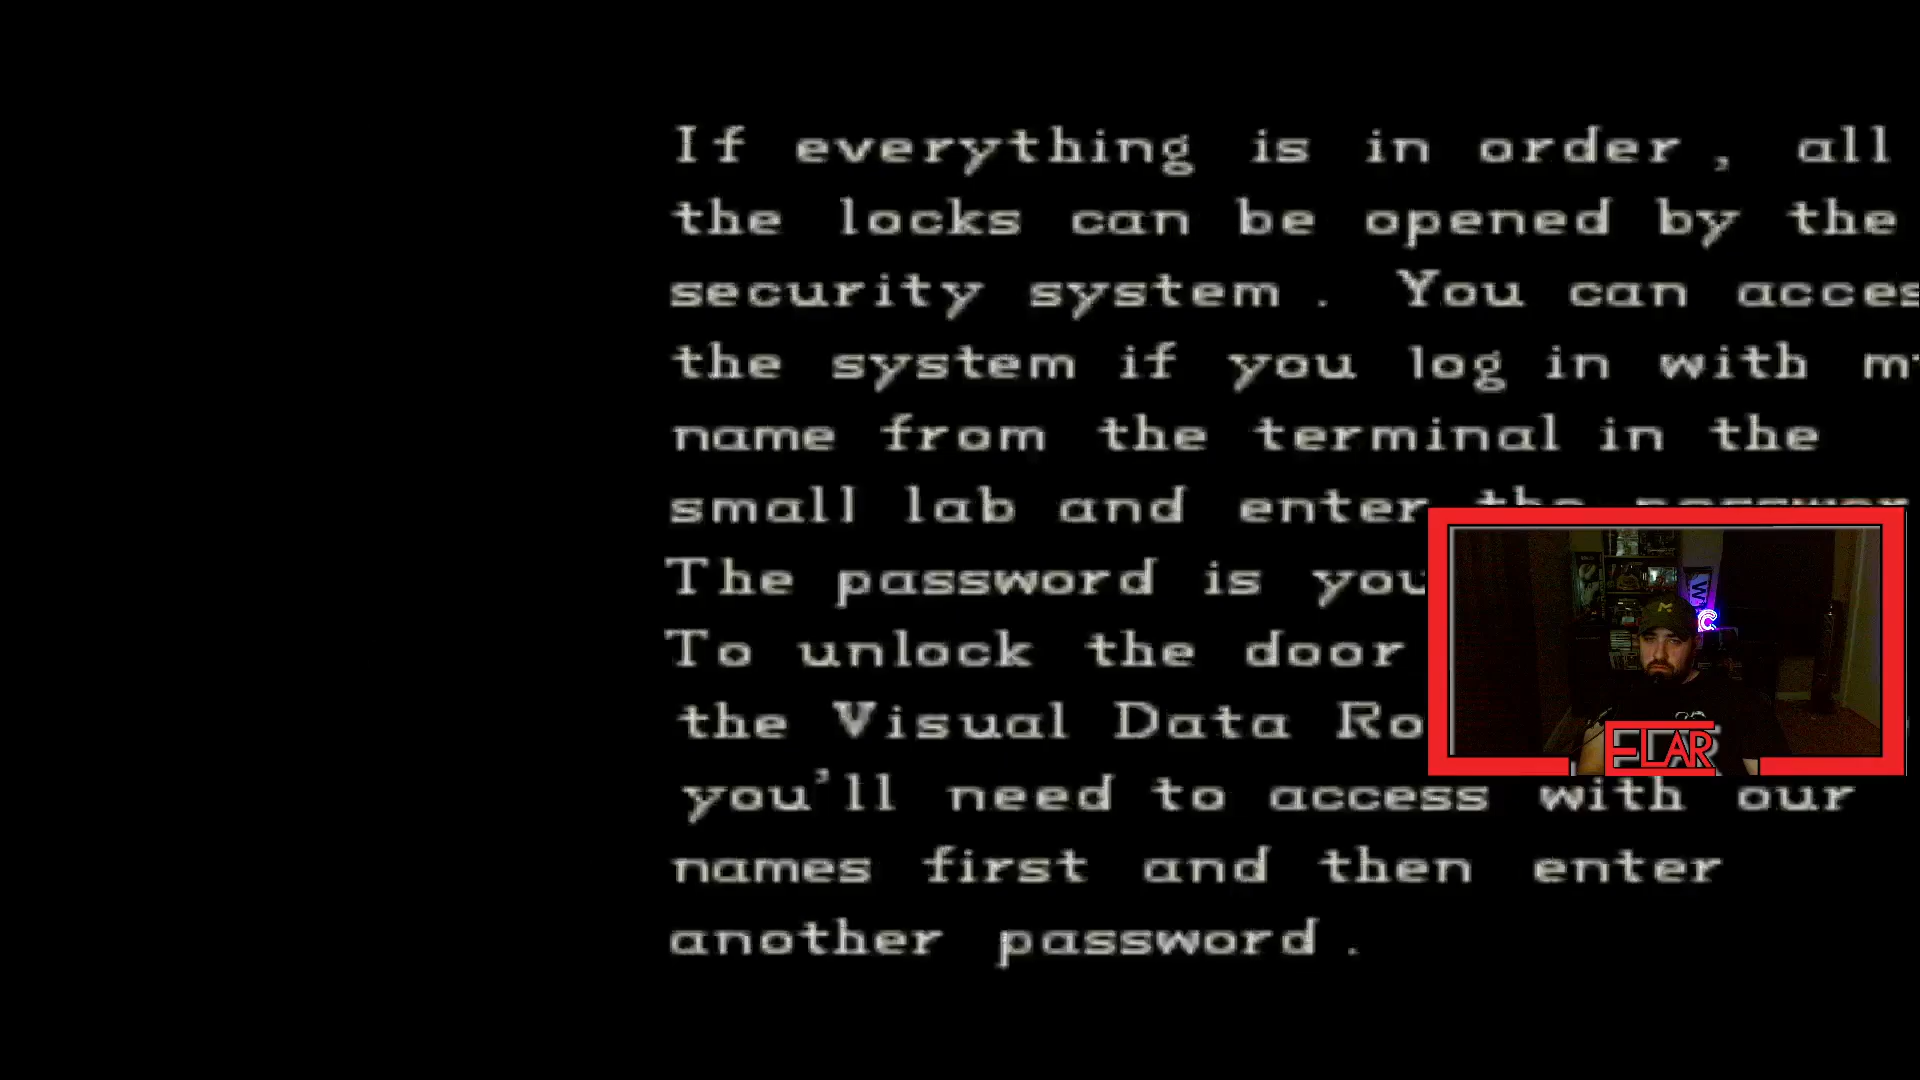 If everything is in order, all
the locks can be opened by the
security system. You can acces
the system if you log in with
name from the terminal in the
small lab and enter the
The password is you
To unlock the door
the Visual Data Ro
you'll need to access with our
names first and then enter
another password.
C